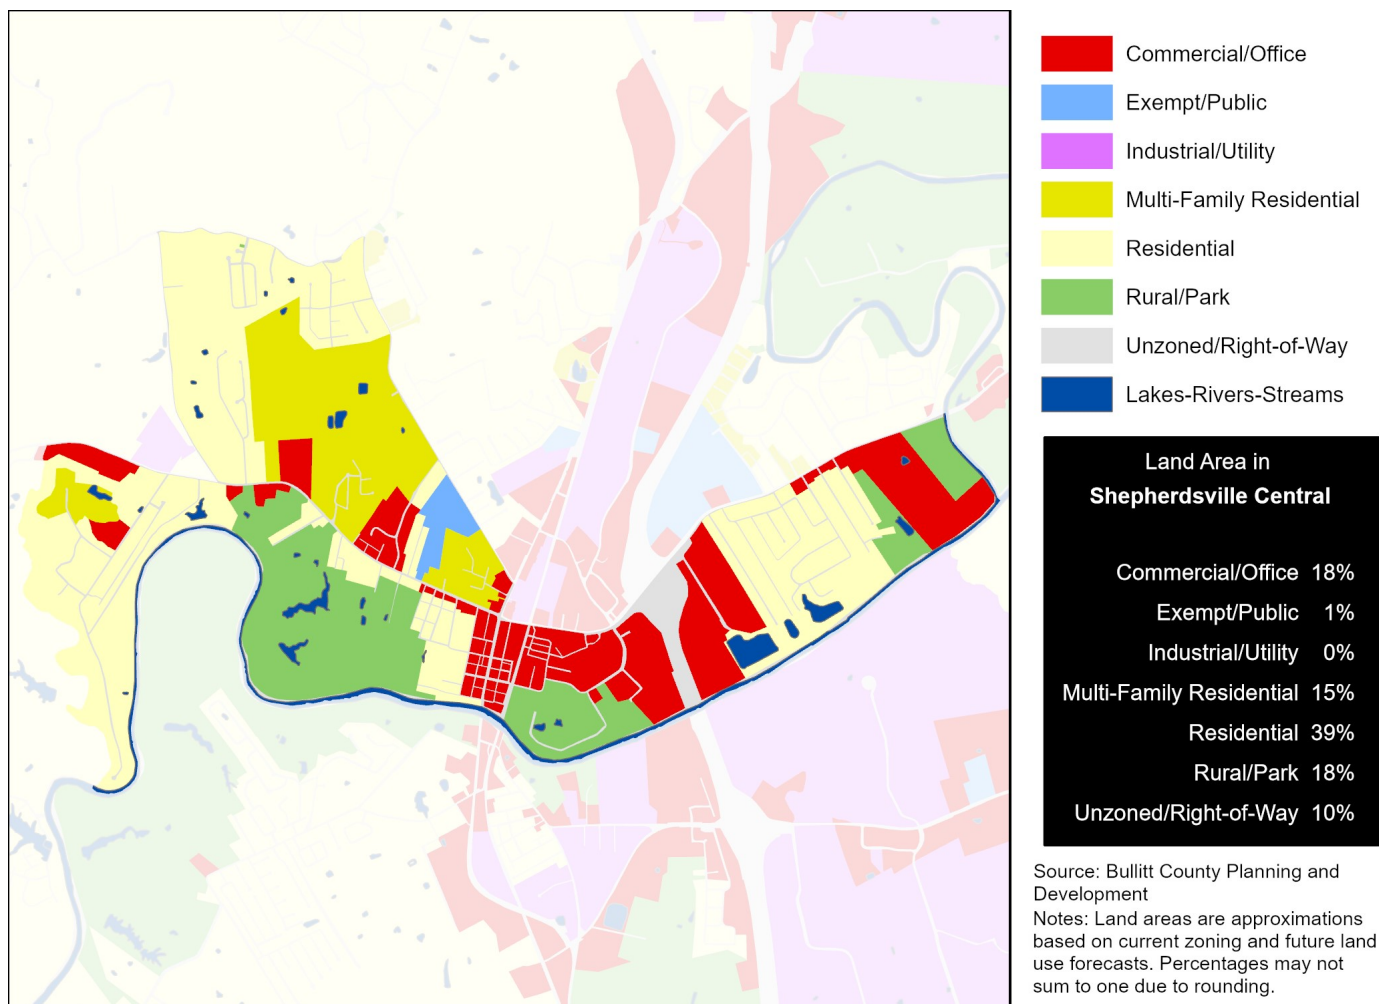 Commercial/Office
Exempt/Public
Industrial/Utility
Multi-Family Residential
Residential
Rural/Park
Unzoned/Right-of-Way
Lakes-Rivers-Streams
Land Area in
Shepherdsville Central
Commercial/Office 18%
Exempt/Public 1%
Industrial/Utility 0%
Multi-Family Residential 15%
Residential 39%
Rural/Park 18%
Unzoned/Right-of-Way 10%
Source: Bullitt County Planning and
Development
Notes: Land areas are approximations
based on current zoning and future land
use forecasts. Percentages may not
sum to one due to rounding.